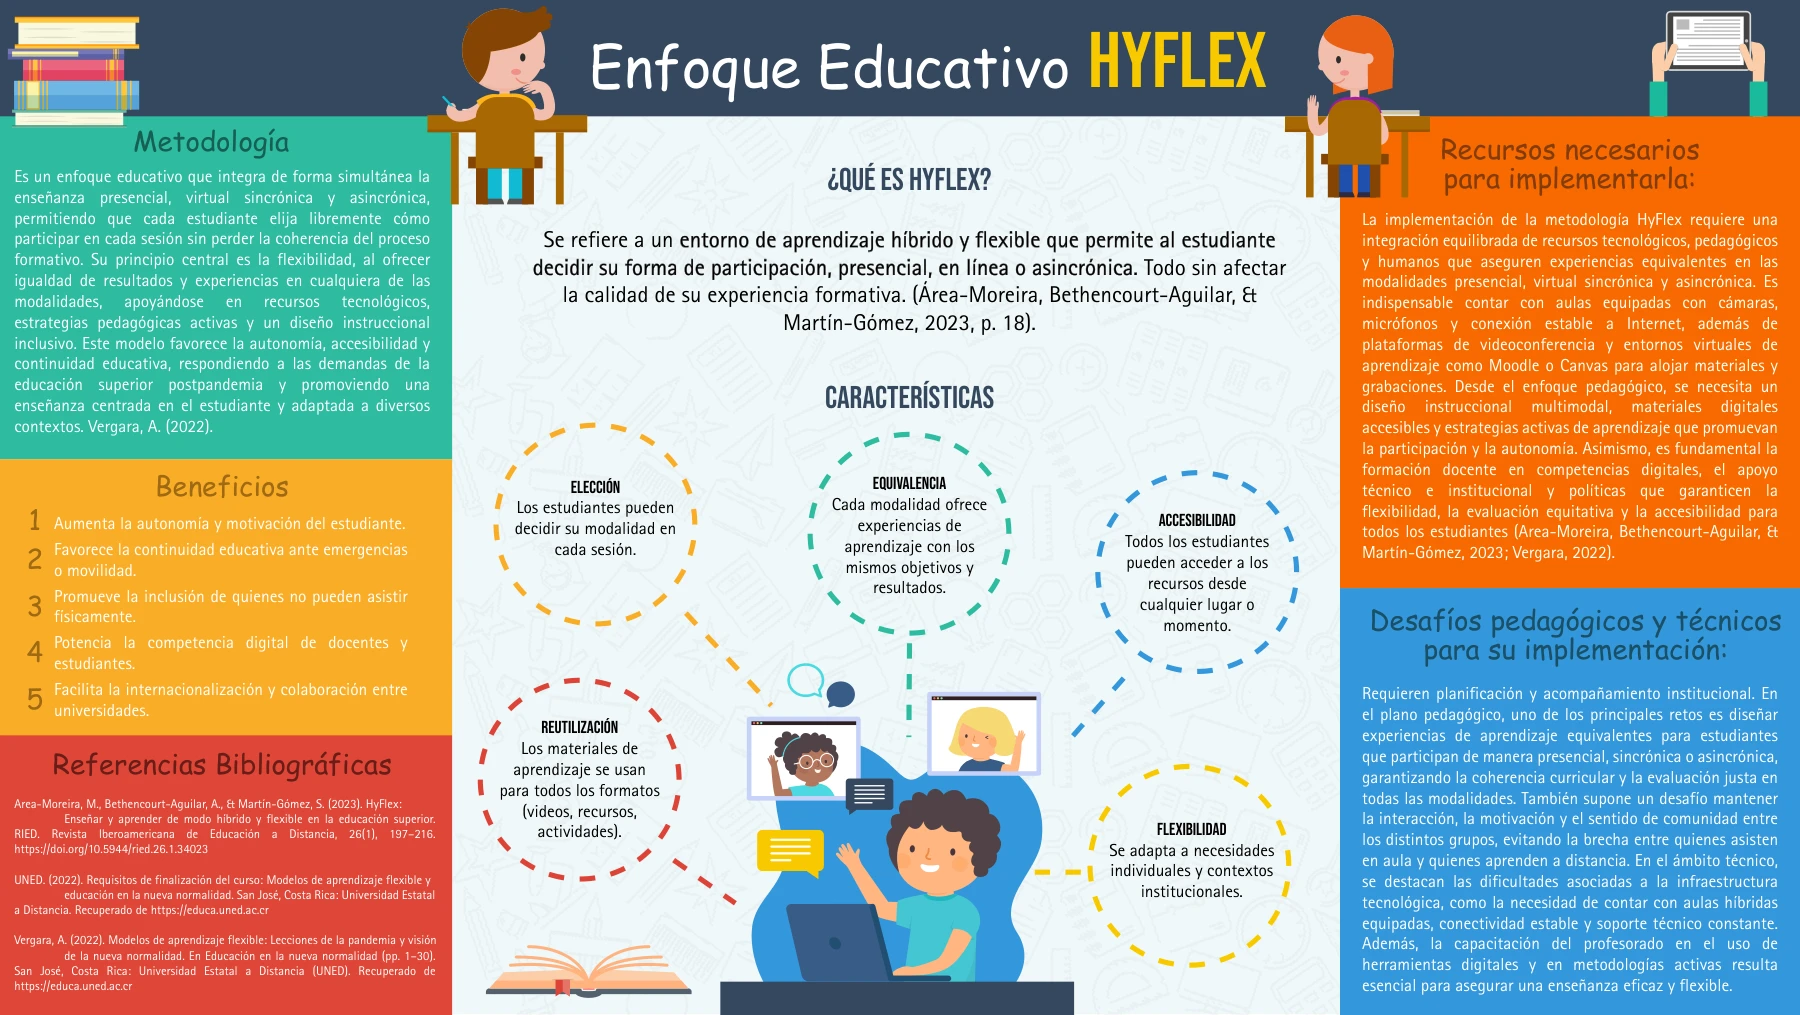 Enfoque Educativo HYFLEX
Metodología
Es un enfoque educativo que integra de forma simultánea la
enseñanza presencial, virtual sincrónica y asincrónica,
permitiendo que cada estudiante elija libremente cómo
participar en cada sesión sin perder la coherencia del proceso
formativo. Su principio central es la flexibilidad, al ofrecer
igualdad de resultados y experiencias en cualquiera de las
modalidades, apoyándose en recursos tecnológicos,
estrategias pedagógicas activas y un diseño instruccional
inclusivo. Este modelo favorece la autonomía, accesibilidad y
continuidad educativa, respondiendo a las demandas de la
educación superior postpandemia y promoviendo una
enseñanza centrada en el estudiante y adaptada a diversos
contextos. Vergara, A. (2022).
Beneficios
1 Aumenta la autonomía y motivación del estudiante.
2 Favorece la continuidad educativa ante emergencias
o movilidad.
3 Promueve la inclusión de quienes no pueden asistir
físicamente.
4 Potencia la competencia digital de docentes y
estudiantes.
5 Facilita la internacionalización y colaboración entre
universidades.
Referencias Bibliográficas
Area-Moreira, M., Bethencourt-Aguilar, A., & Martín-Gómez, S. (2023). HyFlex:
Enseñar y aprender de modo híbrido y flexible en la educación superior.
RIED. Revista Iberoamericana de Educación a Distancia, 26(1), 197–216.
https://doi.org/10.5944/ried.26.1.34023
UNED. (2022). Requisitos de finalización del curso: Modelos de aprendizaje flexible y
educación en la nueva normalidad. San José, Costa Rica: Universidad Estatal
a Distancia. Recuperado de https://educa.uned.ac.cr
Vergara, A. (2022). Modelos de aprendizaje flexible: Lecciones de la pandemia y visión
de la nueva normalidad. En Educación en la nueva normalidad (pp. 1–30).
San José, Costa Rica: Universidad Estatal a Distancia (UNED). Recuperado de
https://educa.uned.ac.cr
¿QUÉ ES HYFLEX?
Se refiere a un entorno de aprendizaje híbrido y flexible que permite al estudiante
decidir su forma de participación, presencial, en línea o asincrónica. Todo sin afectar
la calidad de su experiencia formativa. (Área-Moreira, Bethencourt-Aguilar, &
Martín-Gómez, 2023, p. 18).
CARACTERÍSTICAS
ELECCIÓN
Los estudiantes pueden
decidir su modalidad en
cada sesión.
EQUIVALENCIA
Cada modalidad ofrece
experiencias de
aprendizaje con los
mismos objetivos y
resultados.
ACCESIBILIDAD
Todos los estudiantes
pueden acceder a los
recursos desde
cualquier lugar o
momento.
REUTILIZACIÓN
Los materiales de
aprendizaje se usan
para todos los formatos
(videos, recursos,
actividades).
FLEXIBILIDAD
Se adapta a necesidades
individuales y contextos
institucionales.
Recursos necesarios
para implementarla:
La implementación de la metodología HyFlex requiere una
integración equilibrada de recursos tecnológicos, pedagógicos
y humanos que aseguren experiencias equivalentes en las
modalidades presencial, virtual sincrónica y asincrónica. Es
indispensable contar con aulas equipadas con cámaras,
micrófonos y conexión estable a Internet, además de
plataformas de videoconferencia y entornos virtuales de
aprendizaje como Moodle o Canvas para alojar materiales y
grabaciones. Desde el enfoque pedagógico, se necesita un
diseño instruccional multimodal, materiales digitales
accesibles y estrategias activas de aprendizaje que promuevan
la participación y la autonomía. Asimismo, es fundamental la
formación docente en competencias digitales, el apoyo
técnico e institucional y políticas que garanticen la
flexibilidad, la evaluación equitativa y la accesibilidad para
todos los estudiantes (Area-Moreira, Bethencourt-Aguilar, &
Martín-Gómez, 2023; Vergara, 2022).
Desafíos pedagógicos y técnicos
para su implementación:
Requieren planificación y acompañamiento institucional. En
el plano pedagógico, uno de los principales retos es diseñar
experiencias de aprendizaje equivalentes para estudiantes
que participan de manera presencial, sincrónica o asincrónica,
garantizando la coherencia curricular y la evaluación justa en
todas las modalidades. También supone un desafío mantener
la interacción, la motivación y el sentido de comunidad entre
los distintos grupos, evitando la brecha entre quienes asisten
en aula y quienes aprenden a distancia. En el ámbito técnico,
se destacan las dificultades asociadas a la infraestructura
tecnológica, como la necesidad de contar con aulas híbridas
equipadas, conectividad estable y soporte técnico constante.
Además, la capacitación del profesorado en el uso de
herramientas digitales y en metodologías activas resulta
esencial para asegurar una enseñanza eficaz y flexible.